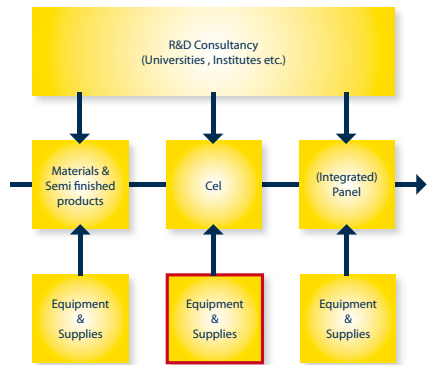 R&D Consultancy
(Universities , Institutes etc.)
Materials &
Semi finished
products
Cel
(Integrated)
Panel
Equipment
&
Supplies
Equipment
&
Supplies
Equipment
&
Supplies